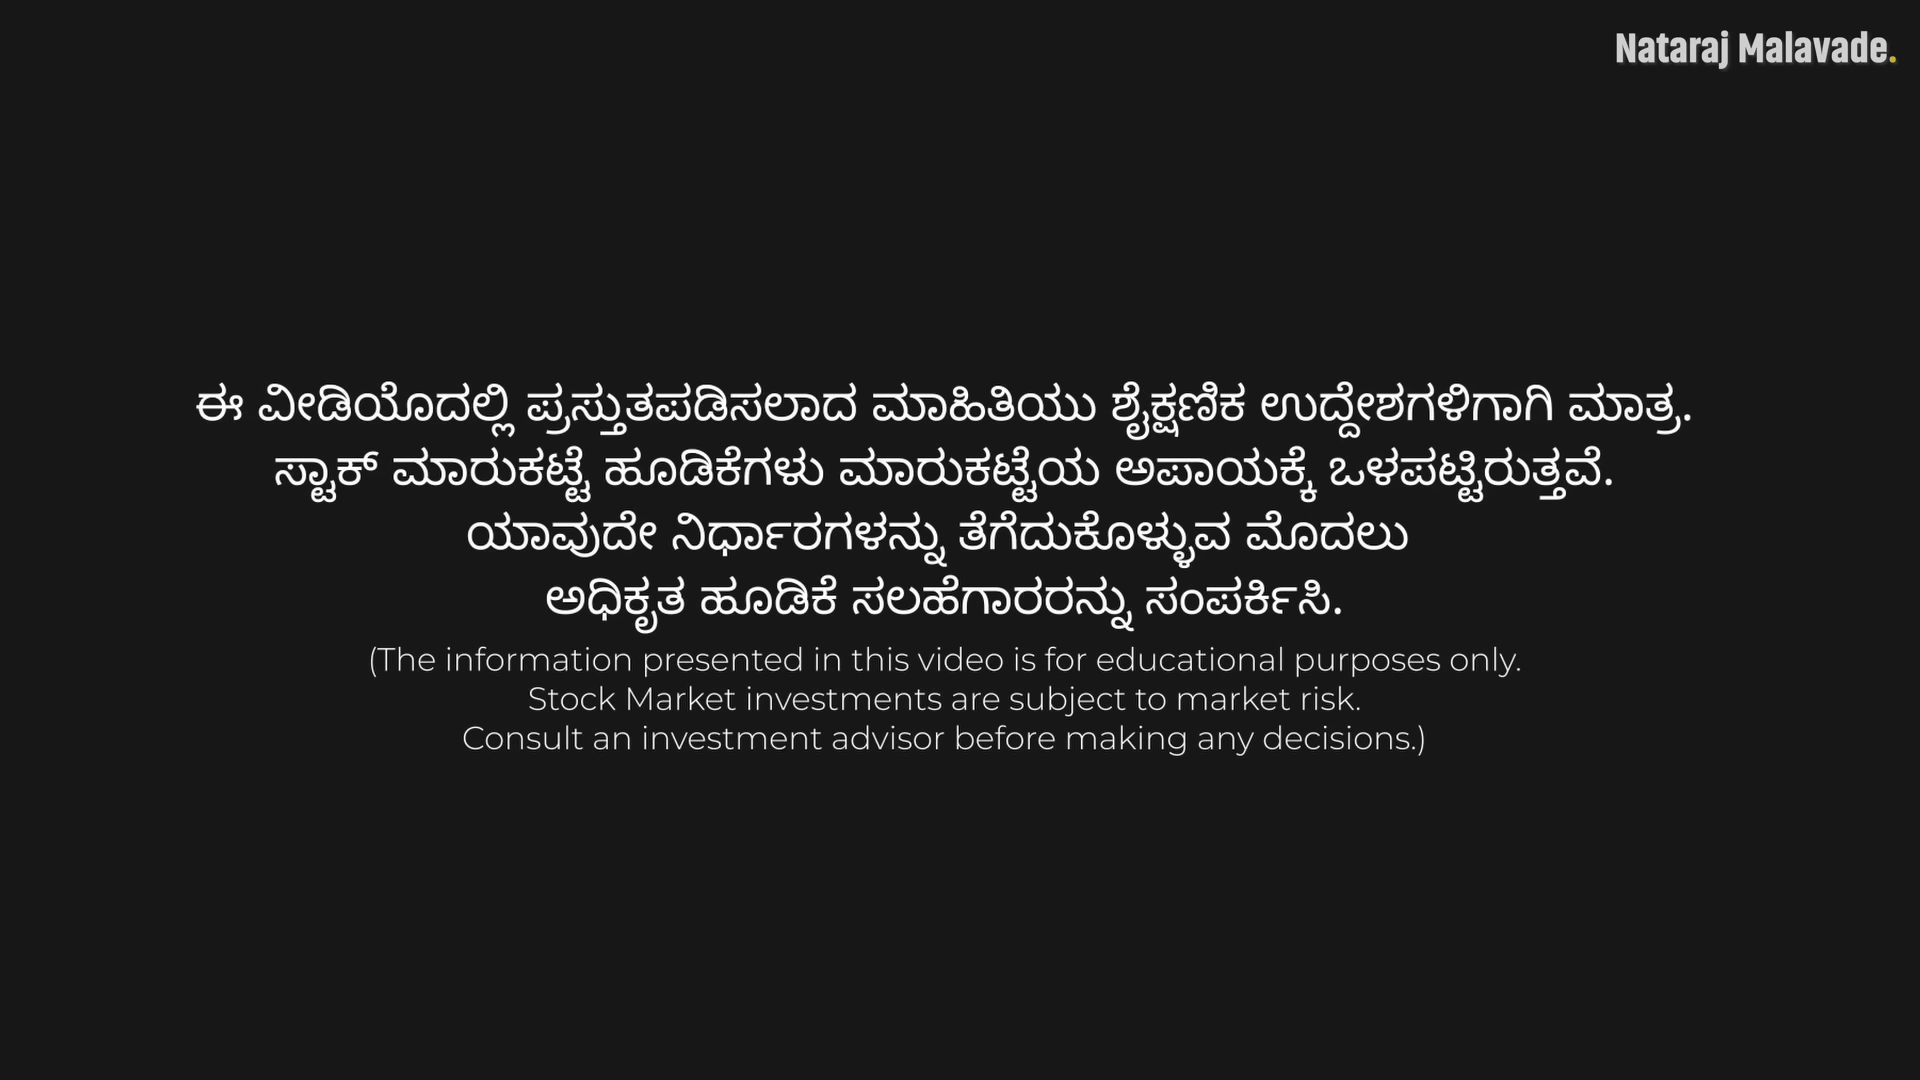 Nataraj Malavade.
ಈ ವೀಡಿಯೊದಲ್ಲಿ ಪ್ರಸ್ತುತಪಡಿಸಲಾದ ಮಾಹಿತಿಯು ಶೈಕ್ಷಣಿಕ ಉದ್ದೇಶಗಳಿಗಾಗಿ ಮಾತ್ರ.
ಸ್ಟಾಕ್ ಮಾರುಕಟ್ಟೆ ಹೂಡಿಕೆಗಳು ಮಾರುಕಟ್ಟೆಯ ಅಪಾಯಕ್ಕೆ ಒಳಪಟ್ಟಿರುತ್ತವೆ.
ಯಾವುದೇ ನಿರ್ಧಾರಗಳನ್ನು ತೆಗೆದುಕೊಳ್ಳುವ ಮೊದಲು
ಅಧಿಕೃತ ಹೂಡಿಕೆ ಸಲಹೆಗಾರರನ್ನು ಸಂಪರ್ಕಿಸಿ.
(The information presented in this video is for educational purposes only.
Stock Market investments are subject to market risk.
Consult an investment advisor before making any decisions.)